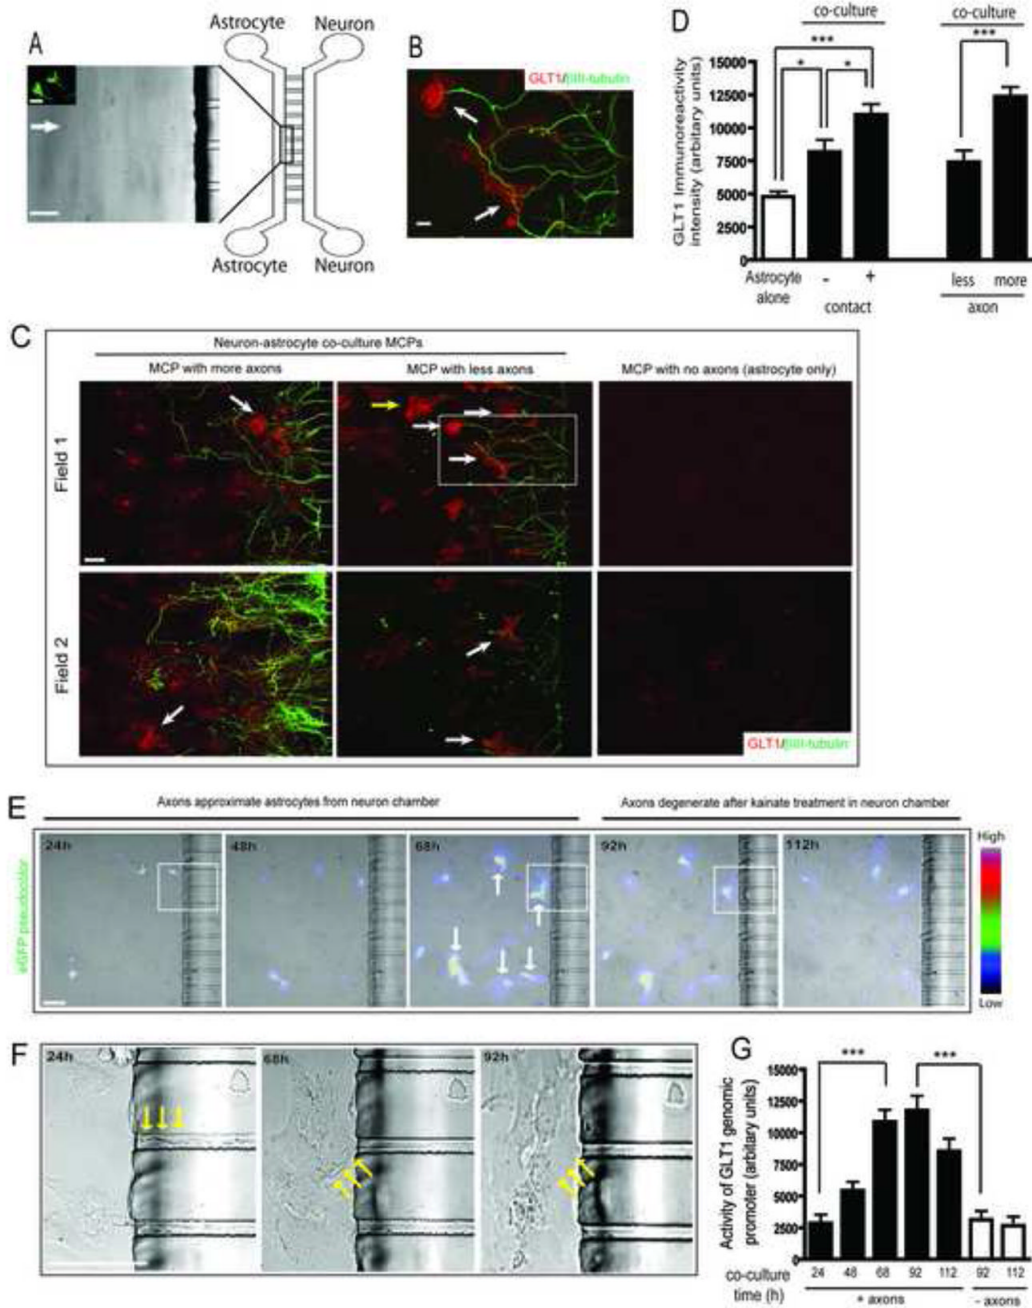 A
Astrocyte
Neuron
Astrocyte
Neuron
B
GLT1/βIII-tubulin
D
co-culture
co-culture
***
***
*
*
GLT1 Immunoreactivity
intensity (arbitary units)
15000
12500
10000
7500
5000
2500
0
Astrocyte
alone
-
+
contact
less
more
axon
C
Neuron-astrocyte co-culture MCPs
MCP with more axons
MCP with less axons
MCP with no axons (astrocyte only)
Field 1
Field 2
GLT1/βIII-tubulin
E
Axons approximate astrocytes from neuron chamber
Axons degenerate after kainate treatment in neuron chamber
eGFP pseudocolor
24h
48h
68h
92h
112h
High
Low
F
24h
68h
92h
G
***
***
Activity of GLT1 genomic
promoter (arbitary units)
15000
12500
10000
7500
5000
2500
0
co-culture
time (h)
24
48
68
92
112
92
112
+ axons
- axons